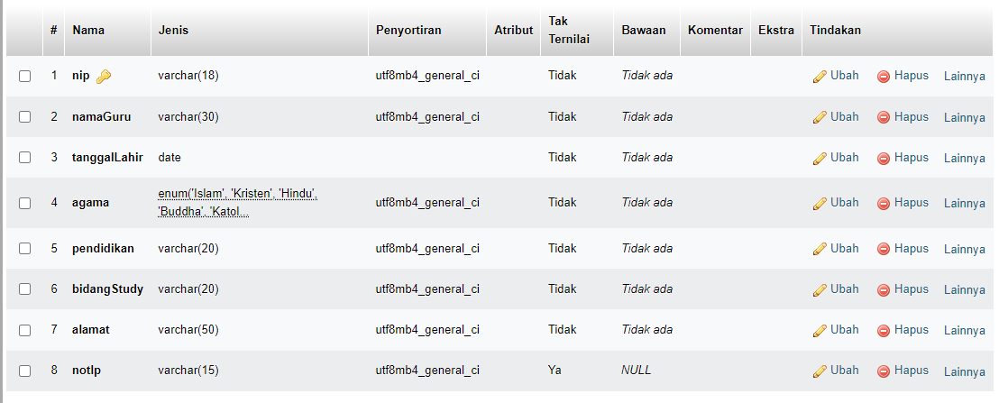 # Nama Jenis Penyortiran Atribut Tak Ternilai Bawaan Komentar Ekstra Tindakan
1 nip varchar(18) utf8mb4_general_ci Tidak Tidak ada Ubah Hapus Lainnya
2 namaGuru varchar(30) utf8mb4_general_ci Tidak Tidak ada Ubah Hapus Lainnya
3 tanggalLahir date Tidak Tidak ada Ubah Hapus Lainnya
4 agama enum('Islam', 'Kristen', 'Hindu', 'Buddha', 'Katol... utf8mb4_general_ci Tidak Tidak ada Ubah Hapus Lainnya
5 pendidikan varchar(20) utf8mb4_general_ci Tidak Tidak ada Ubah Hapus Lainnya
6 bidangStudy varchar(20) utf8mb4_general_ci Tidak Tidak ada Ubah Hapus Lainnya
7 alamat varchar(50) utf8mb4_general_ci Tidak Tidak ada Ubah Hapus Lainnya
8 notlp varchar(15) utf8mb4_general_ci Ya NULL Ubah Hapus Lainnya